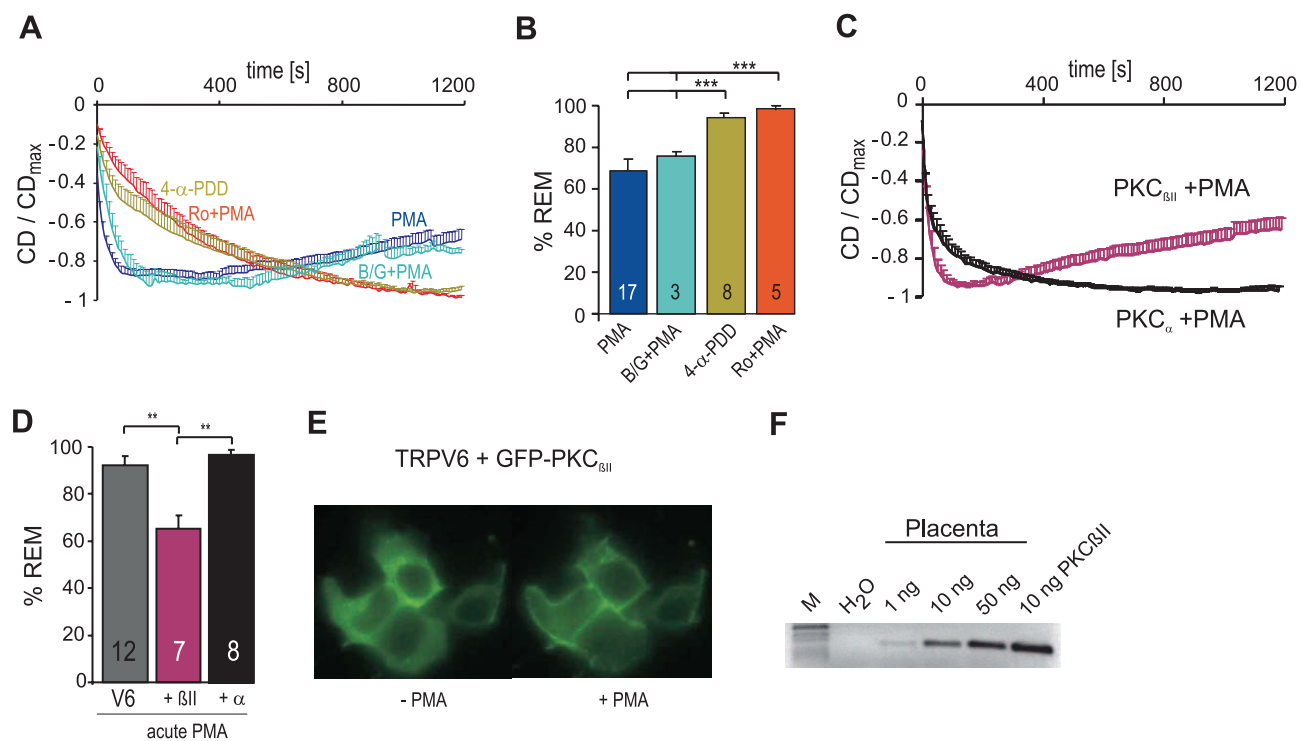 A
time [s]
0 400 800 1200
0
-0.2
-0.4
-0.6
-0.8
-1
CD / CDmax
4-α-PDD
Ro+PMA
PMA
B/G+PMA
B
***
***
100
80
60
40
20
0
% REM
17 3 8 5
PMA
B/G+PMA
4-α-PDD
Ro+PMA
C
time [s]
0 400 800 1200
0
-0.2
-0.4
-0.6
-0.8
-1
CD / CDmax
PKCßII +PMA
PKCα +PMA
D
** **
100
80
60
40
20
0
% REM
12 7 8
V6 + ßII + α
acute PMA
E
TRPV6 + GFP-PKCßII
- PMA + PMA
F
Placenta
M H2O 1 ng 10 ng 50 ng 10 ng PKCßII